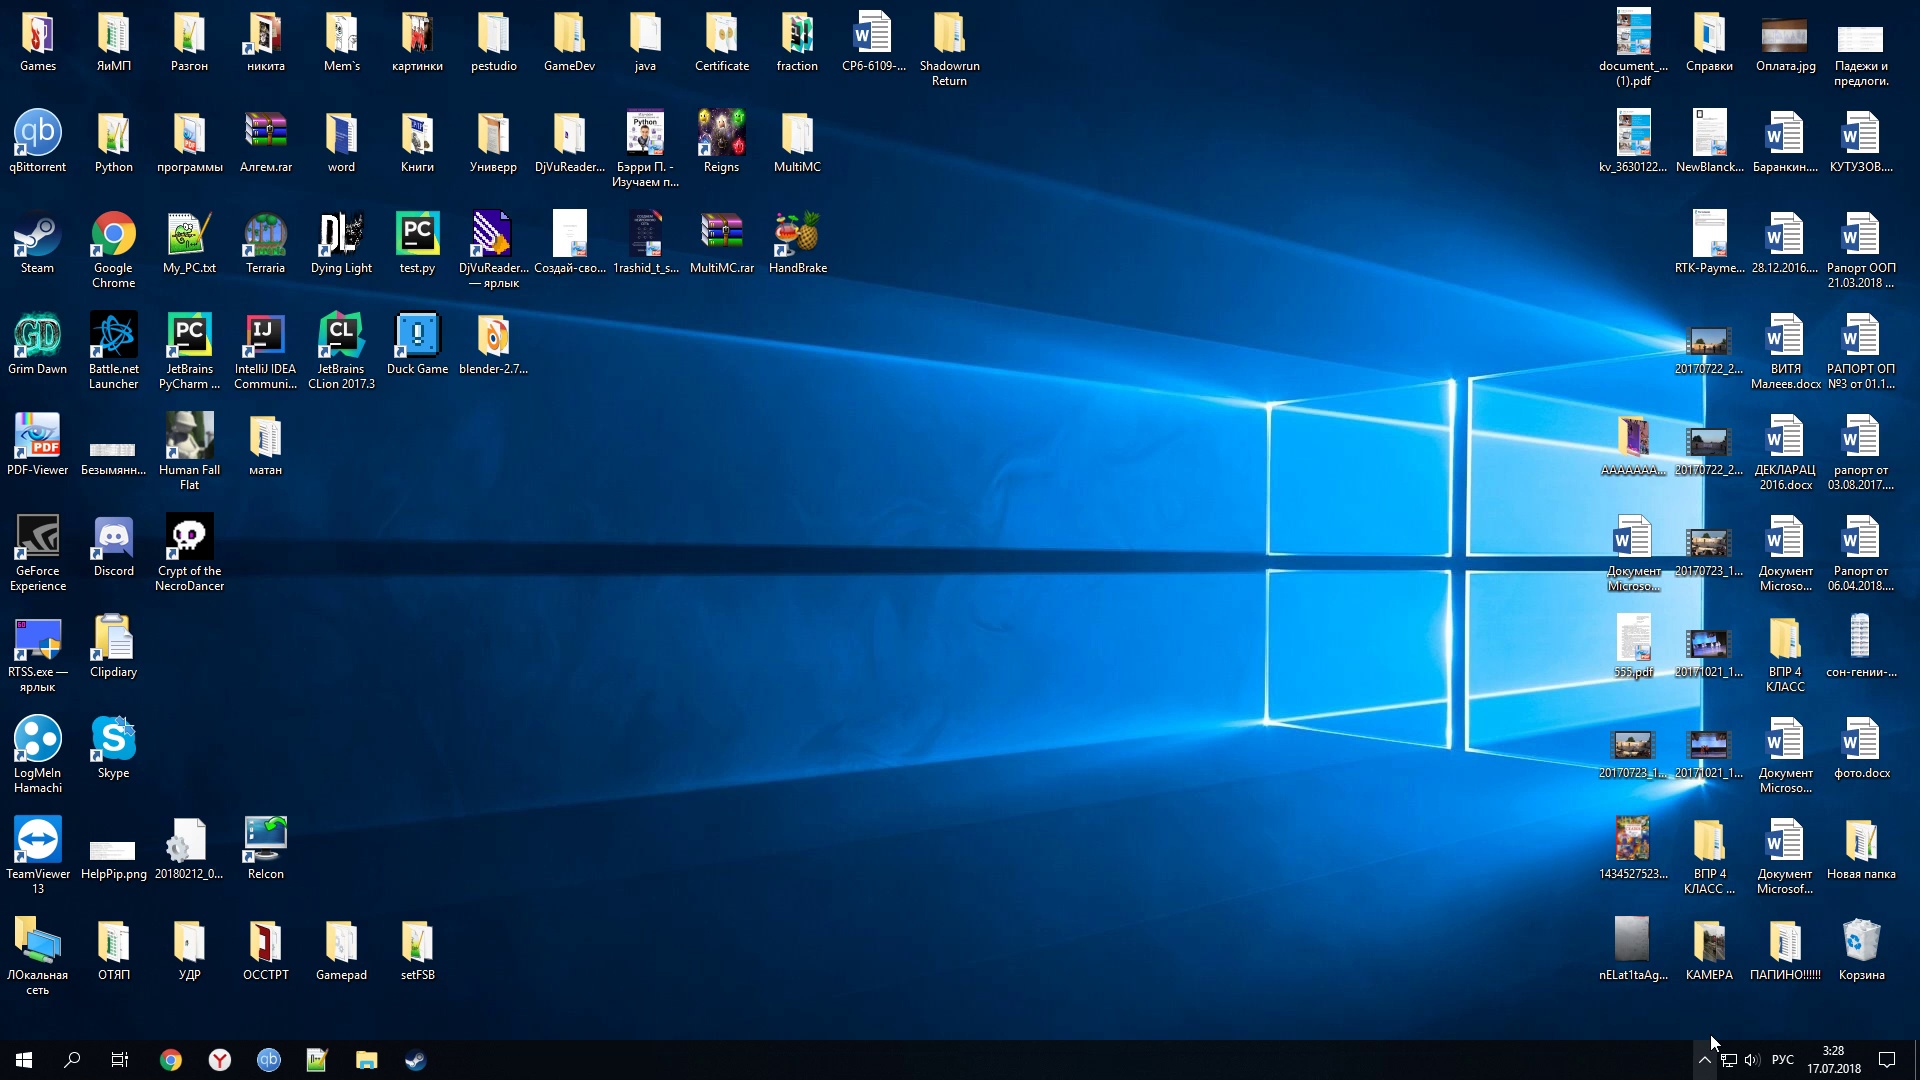 Games
ЯиМП
Разгон
никита
Mem`s
картинки
pestudio
GameDev
java
Certificate
fraction
СР6-6109-...
Shadowrun
Return
document_...
(1).pdf
Справки
Оплата.jpg
Падежи и
предлоги.
qBittorrent
Python
программы
Алгем.rar
word
Книги
Универр
DjVuReader...
Бэрри П. -
Изучаем п...
Reigns
MultiMC
kv_3630122...
NewBlanck...
Баранкин....
КУТУЗОВ....
Steam
Google
Chrome
My_PC.txt
Terraria
Dying Light
test.py
DjVuReader...
— ярлык
Создай-сво...
1rashid_t_s...
MultiMC.rar
HandBrake
RTK-Payme...
28.12.2016....
Рапорт ООП
21.03.2018 ...
Grim Dawn
Battle.net
Launcher
JetBrains
PyCharm ...
IntelliJ IDEA
Communi...
JetBrains
CLion 2017.3
Duck Game
blender-2.7...
20170722_2...
ВИТЯ
Малеев.docx
РАПОРТ ОП
№3 от 01.1...
PDF-Viewer
Безымянн...
Human Fall
Flat
матан
AAAAAAA...
20170722_2...
ДЕКЛАРАЦ
2016.docx
рапорт от
03.08.2017....
GeForce
Experience
Discord
Crypt of the
NecroDancer
Документ
Microso...
20170723_1...
Документ
Microso...
Рапорт от
06.04.2018....
RTSS.exe —
ярлык
Clipdiary
555.pdf
20171021_1...
ВПР 4
КЛАСС
сон-гении-...
LogMeIn
Hamachi
Skype
20170723_1...
20171021_1...
Документ
Microso...
фото.docx
TeamViewer
13
HelpPip.png
20180212_0...
ReIcon
1434527523...
ВПР 4
КЛАСС ...
Документ
Microsof...
Новая папка
ЛОкальная
сеть
ОТЯП
УДР
ОССТРТ
Gamepad
setFSB
nELat1taAg...
КАМЕРА
ПАПИНО!!!!!!
Корзина
РУС
3:28
17.07.2018